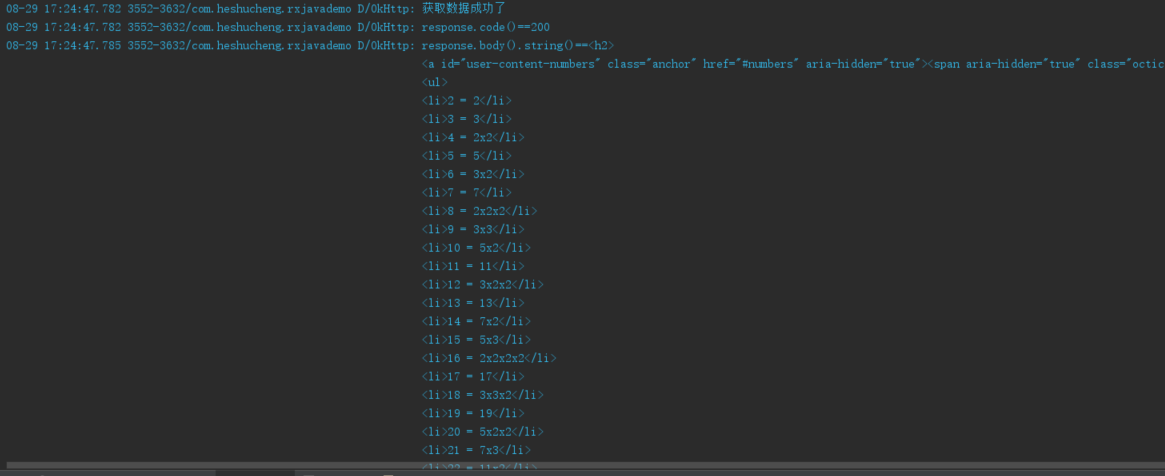 08-29 17:24:47.782 3552-3632/com.heshucheng.rxjavademo D/OkHttp: 获取数据成功了
08-29 17:24:47.782 3552-3632/com.heshucheng.rxjavademo D/OkHttp: response.code()==200
08-29 17:24:47.785 3552-3632/com.heshucheng.rxjavademo D/OkHttp: response.body().string()==<h2>
<a id="user-content-numbers" class="anchor" href="#numbers" aria-hidden="true"><span aria-hidden="true" class="octic
<ul>
<li>2 = 2</li>
<li>3 = 3</li>
<li>4 = 2x2</li>
<li>5 = 5</li>
<li>6 = 3x2</li>
<li>7 = 7</li>
<li>8 = 2x2x2</li>
<li>9 = 3x3</li>
<li>10 = 5x2</li>
<li>11 = 11</li>
<li>12 = 3x2x2</li>
<li>13 = 13</li>
<li>14 = 7x2</li>
<li>15 = 5x3</li>
<li>16 = 2x2x2x2</li>
<li>17 = 17</li>
<li>18 = 3x3x2</li>
<li>19 = 19</li>
<li>20 = 5x2x2</li>
<li>21 = 7x3</li>
<li>22 = 11x2</li>